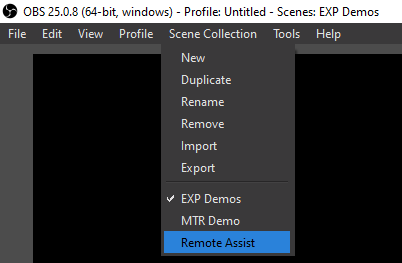 OBS 25.0.8 (64-bit, windows) - Profile: Untitled - Scenes: EXP Demos
File Edit View Profile Scene Collection Tools Help
New
Duplicate
Rename
Remove
Import
Export
EXP Demos
MTR Demo
Remote Assist